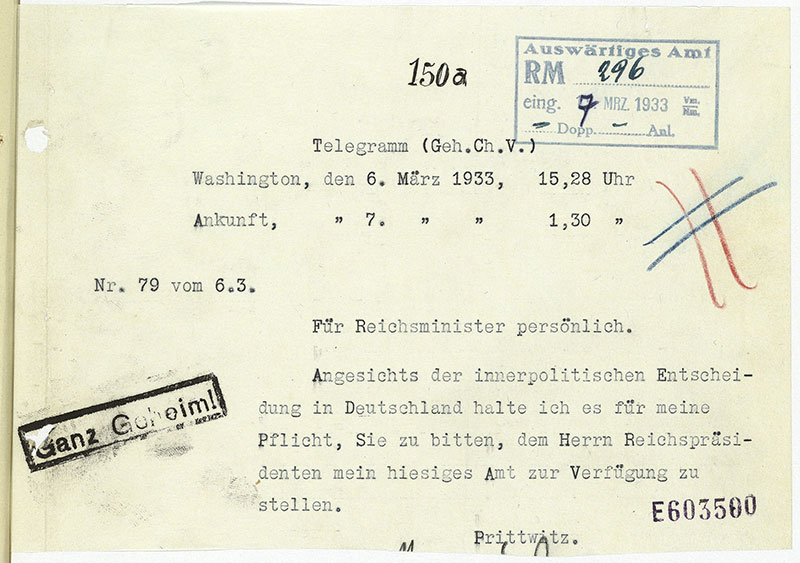 150a
Auswärtiges Amt
RM 296
eing. 7 MRZ. 1933 Vm. Nm.
Dopp. Anl.
Telegramm (Geh.Ch.V.)
Washington, den 6. März 1933, 15,28 Uhr
Ankunft, " 7. " " 1,30 "
Nr. 79 vom 6.3.
Für Reichsminister persönlich.
Angesichts der innerpolitischen Entschei-
dung in Deutschland halte ich es für meine
Pflicht, Sie zu bitten, dem Herrn Reichspräsi-
denten mein hiesiges Amt zur Verfügung zu
stellen.
Ganz Geheim!
E603500
Prittwitz.